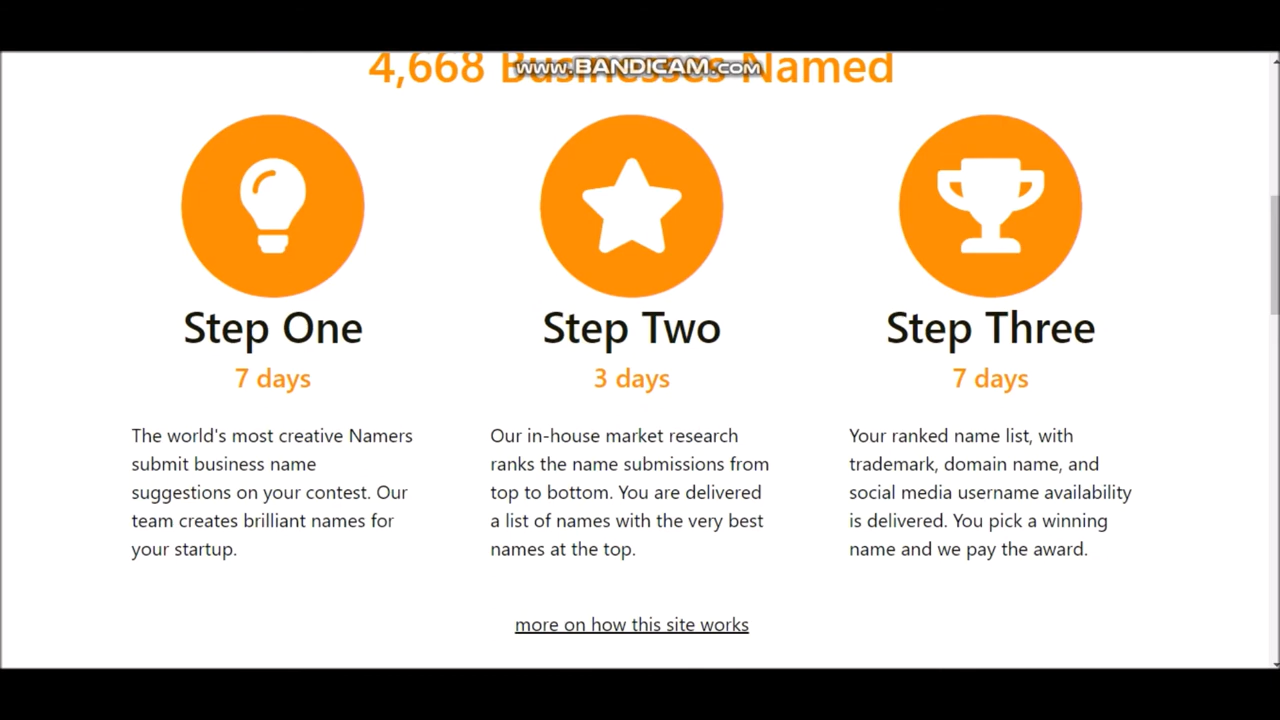 4,668 Businesses Named
www.BANDICAM.com
Step One
7 days
The world's most creative Namers
submit business name
suggestions on your contest. Our
team creates brilliant names for
your startup.
Step Two
3 days
Our in-house market research
ranks the name submissions from
top to bottom. You are delivered
a list of names with the very best
names at the top.
Step Three
7 days
Your ranked name list, with
trademark, domain name, and
social media username availability
is delivered. You pick a winning
name and we pay the award.
more on how this site works